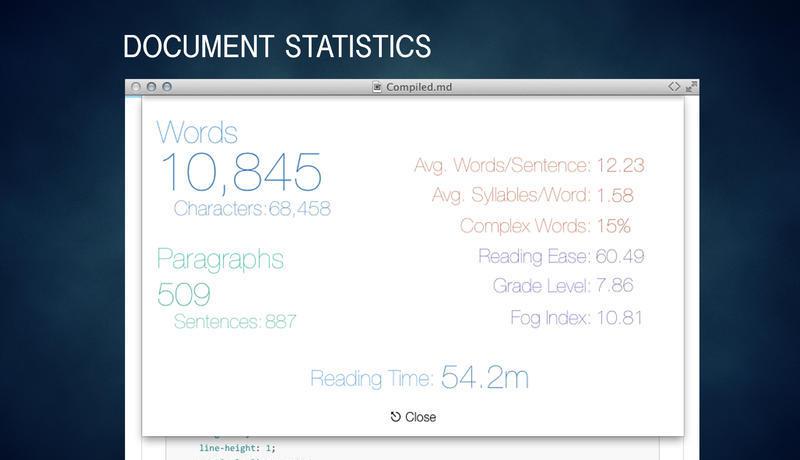 DOCUMENT STATISTICS
Compiled.md
Words
10,845
Characters: 68,458
Paragraphs
509
Sentences: 887
Avg. Words/Sentence: 12.23
Avg. Syllables/Word: 1.58
Complex Words: 15%
Reading Ease: 60.49
Grade Level: 7.86
Fog Index: 10.81
Reading Time: 54.2m
Close
line-height: 1;